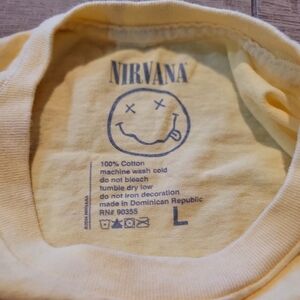 NIRVANA
100% Cotton
machine wash cold
do not bleach
tumble dry low
do not iron decoration
made in Dominican Republic
RN# 90355
L